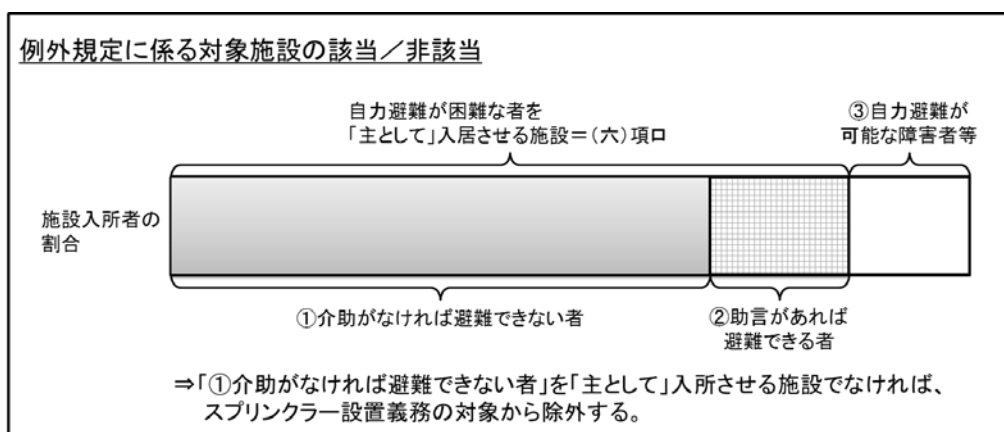 例外規定に係る対象施設の該当／非該当
自力避難が困難な者を
「主として」入居させる施設＝(六)項ロ
③自力避難が
可能な障害者等
施設入所者の
割合
①介助がなければ避難できない者
②助言があれば
避難できる者
⇒「①介助がなければ避難できない者」を「主として」入所させる施設でなければ、
スプリンクラー設置義務の対象から除外する。